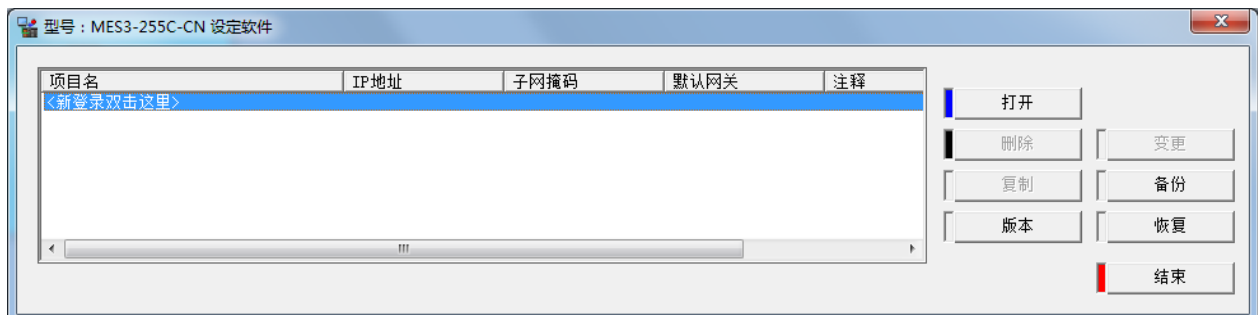 型号：MES3-255C-CN 设定软件
项目名 IP地址 子网掩码 默认网关 注释
<新登录双击这里>
打开
删除 变更
复制 备份
版本 恢复
结束